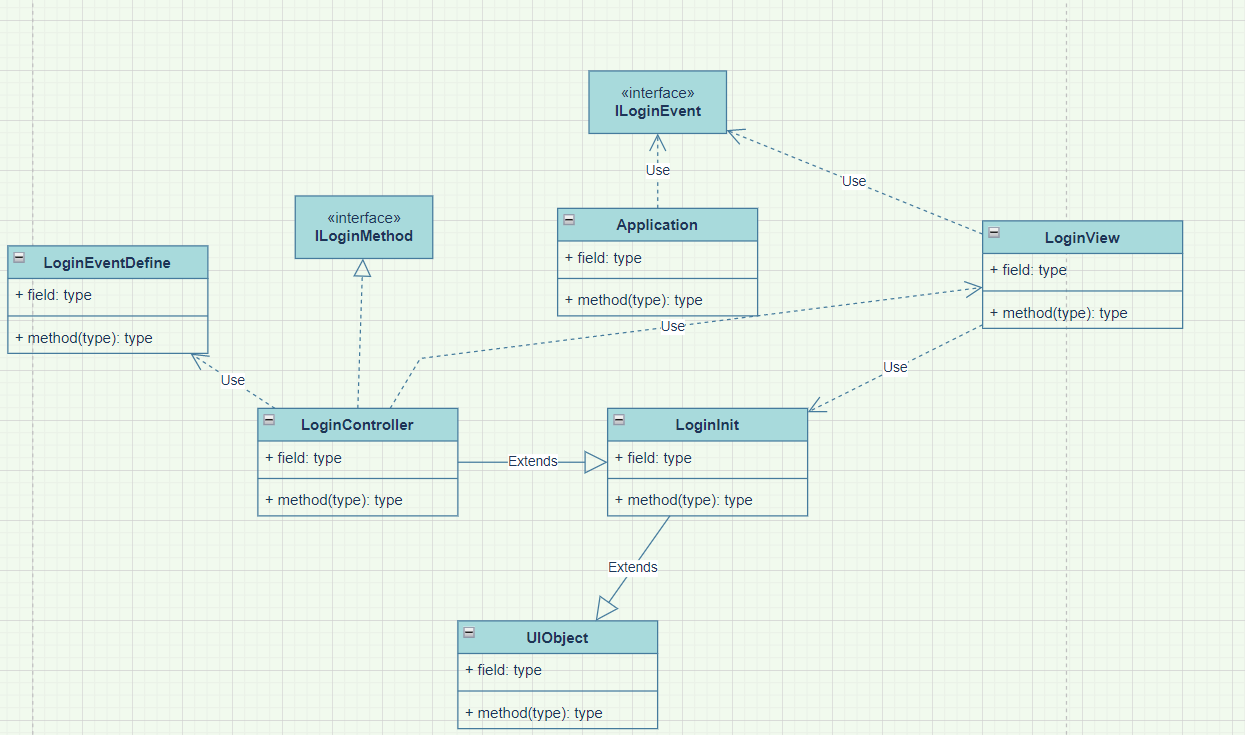 «interface»
ILoginEvent
Use
Use
«interface»
ILoginMethod
Application
+ field: type
+ method(type): type
LoginView
+ field: type
+ method(type): type
LoginEventDefine
+ field: type
+ method(type): type
Use
Use
Use
LoginController
+ field: type
+ method(type): type
Extends
LoginInit
+ field: type
+ method(type): type
Extends
UIObject
+ field: type
+ method(type): type